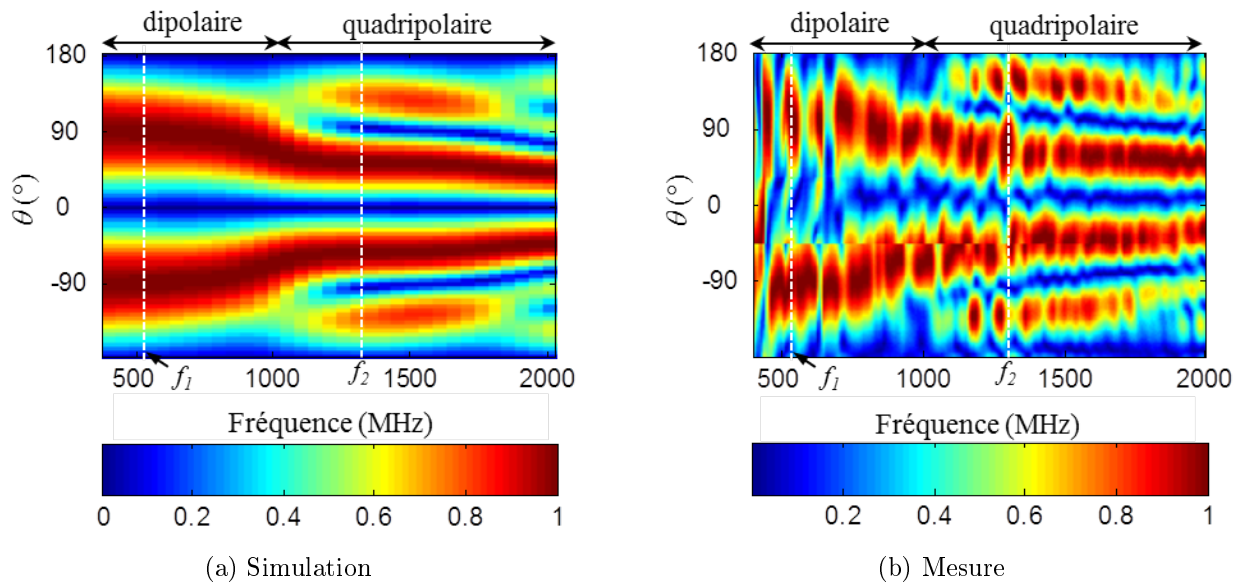 dipolaire quadripolaire
180
90
0
-90
θ (°)
500 1000 1500 2000
f1 f2
Fréquence (MHz)
0 0.2 0.4 0.6 0.8 1
(a) Simulation
dipolaire quadripolaire
180
90
0
-90
θ (°)
500 1000 1500 2000
f1 f2
Fréquence (MHz)
0.2 0.4 0.6 0.8 1
(b) Mesure